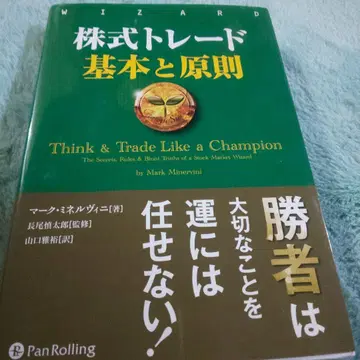 WIZARD
株式トレード
基本と原則
Think & Trade Like a Champion
The Secrets, Rules & Blunt Truths of a Stock Market Wizard
by Mark Minervini
マーク・ミネルヴィニ[著]
長尾慎太郎[監修]
山口雅裕[訳]
勝者は
大切なことを
運には
任せない!
PanRolling